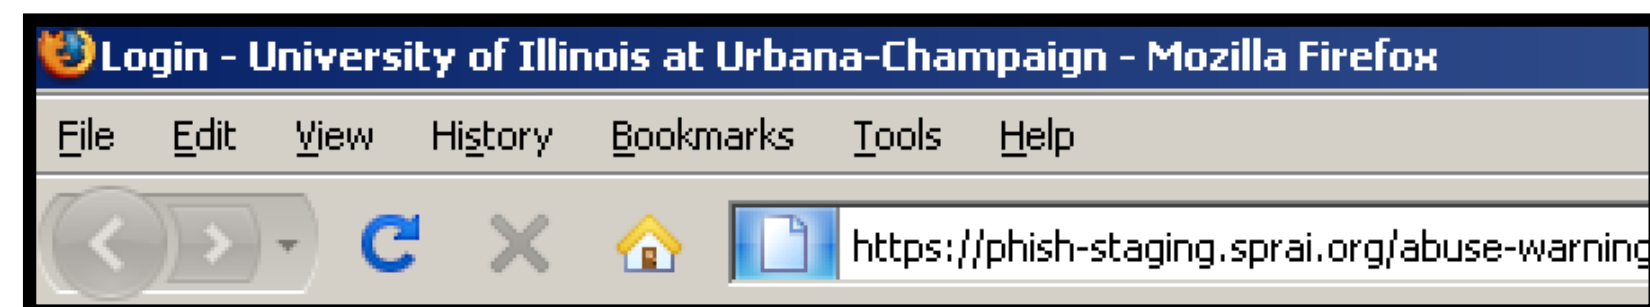 Login - University of Illinois at Urbana-Champaign - Mozilla Firefox
File Edit View History Bookmarks Tools Help
https://phish-staging.sprai.org/abuse-warning